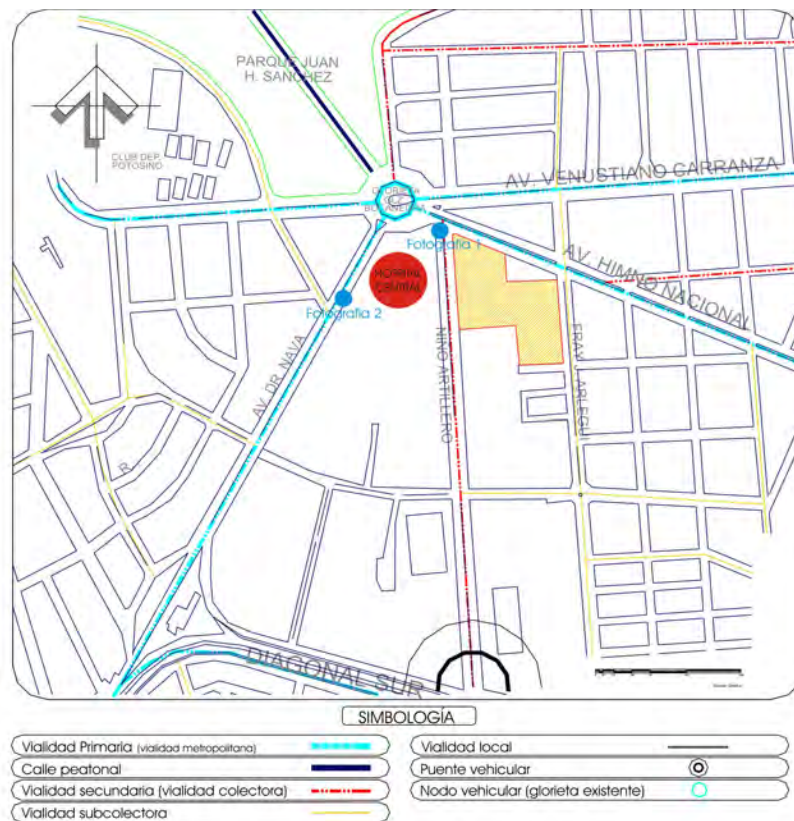 PARQUE JUAN
H. SANCHEZ
CLUB DEP.
POTOSINO
GLORIETA
AV. VENUSTIANO CARRANZA
Fotografía 1
AV. HIMNO NACIONAL
HOSPITAL
CENTRAL
Fotografía 2
AV. DR. NAVA
NIÑO ARTILLERO
FRAY J. ARLEGUI
R
DIAGONAL SUR
SIMBOLOGÍA
Vialidad Primaria (vialidad metropolitana)
Calle peatonal
Vialidad secundaria (vialidad colectora)
Vialidad subcolectora
Vialidad local
Puente vehicular
Nodo vehicular (glorieta existente)